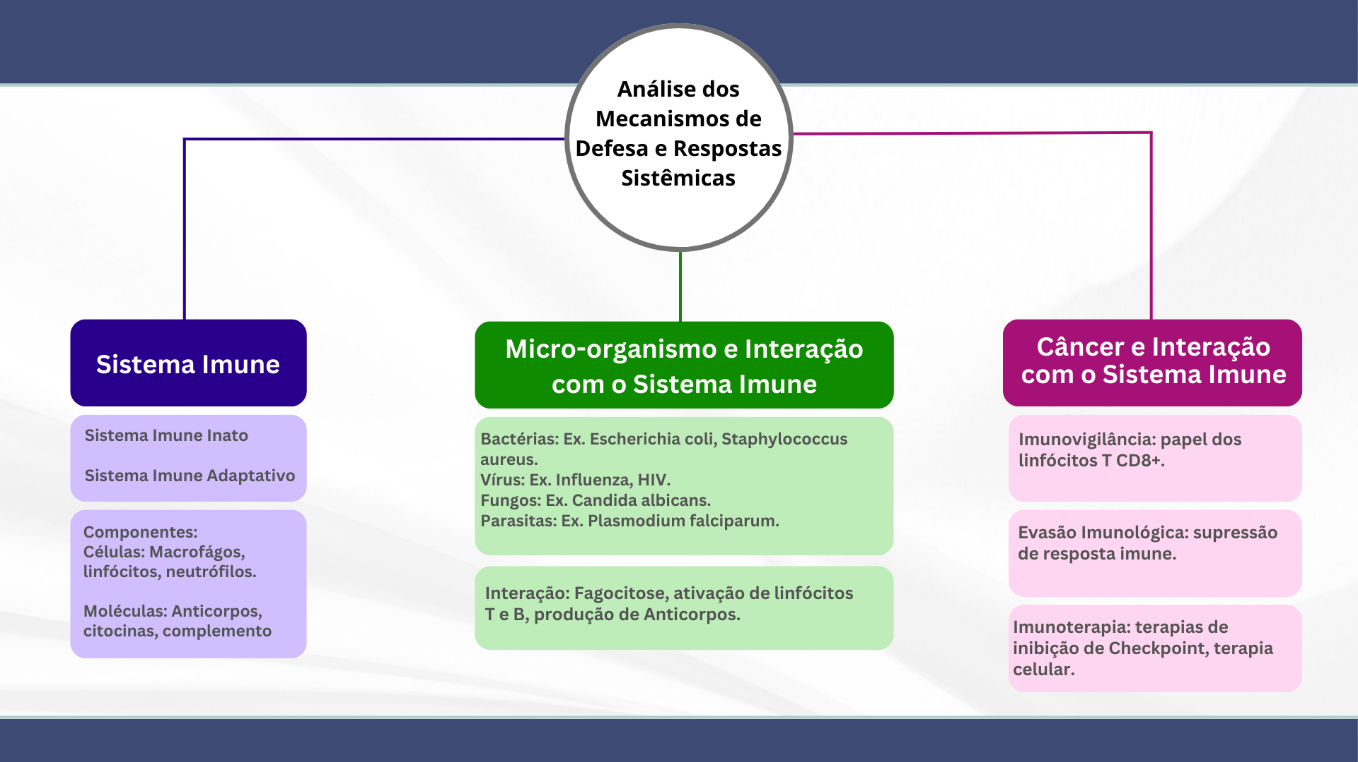 Análise dos
Mecanismos de
Defesa e Respostas
Sistêmicas
Sistema Imune
Sistema Imune Inato
Sistema Imune Adaptativo
Componentes:
Células: Macrofágos,
linfócitos, neutrófilos.
Moléculas: Anticorpos,
citocinas, complemento
Micro-organismo e Interação
com o Sistema Imune
Bactérias: Ex. Escherichia coli, Staphylococcus
aureus.
Vírus: Ex. Influenza, HIV.
Fungos: Ex. Candida albicans.
Parasitas: Ex. Plasmodium falciparum.
Interação: Fagocitose, ativação de linfócitos
T e B, produção de Anticorpos.
Câncer e Interação
com o Sistema Imune
Imunovigilância: papel dos
linfócitos T CD8+.
Evasão Imunológica: supressão
de resposta imune.
Imunoterapia: terapias de
inibição de Checkpoint, terapia
celular.